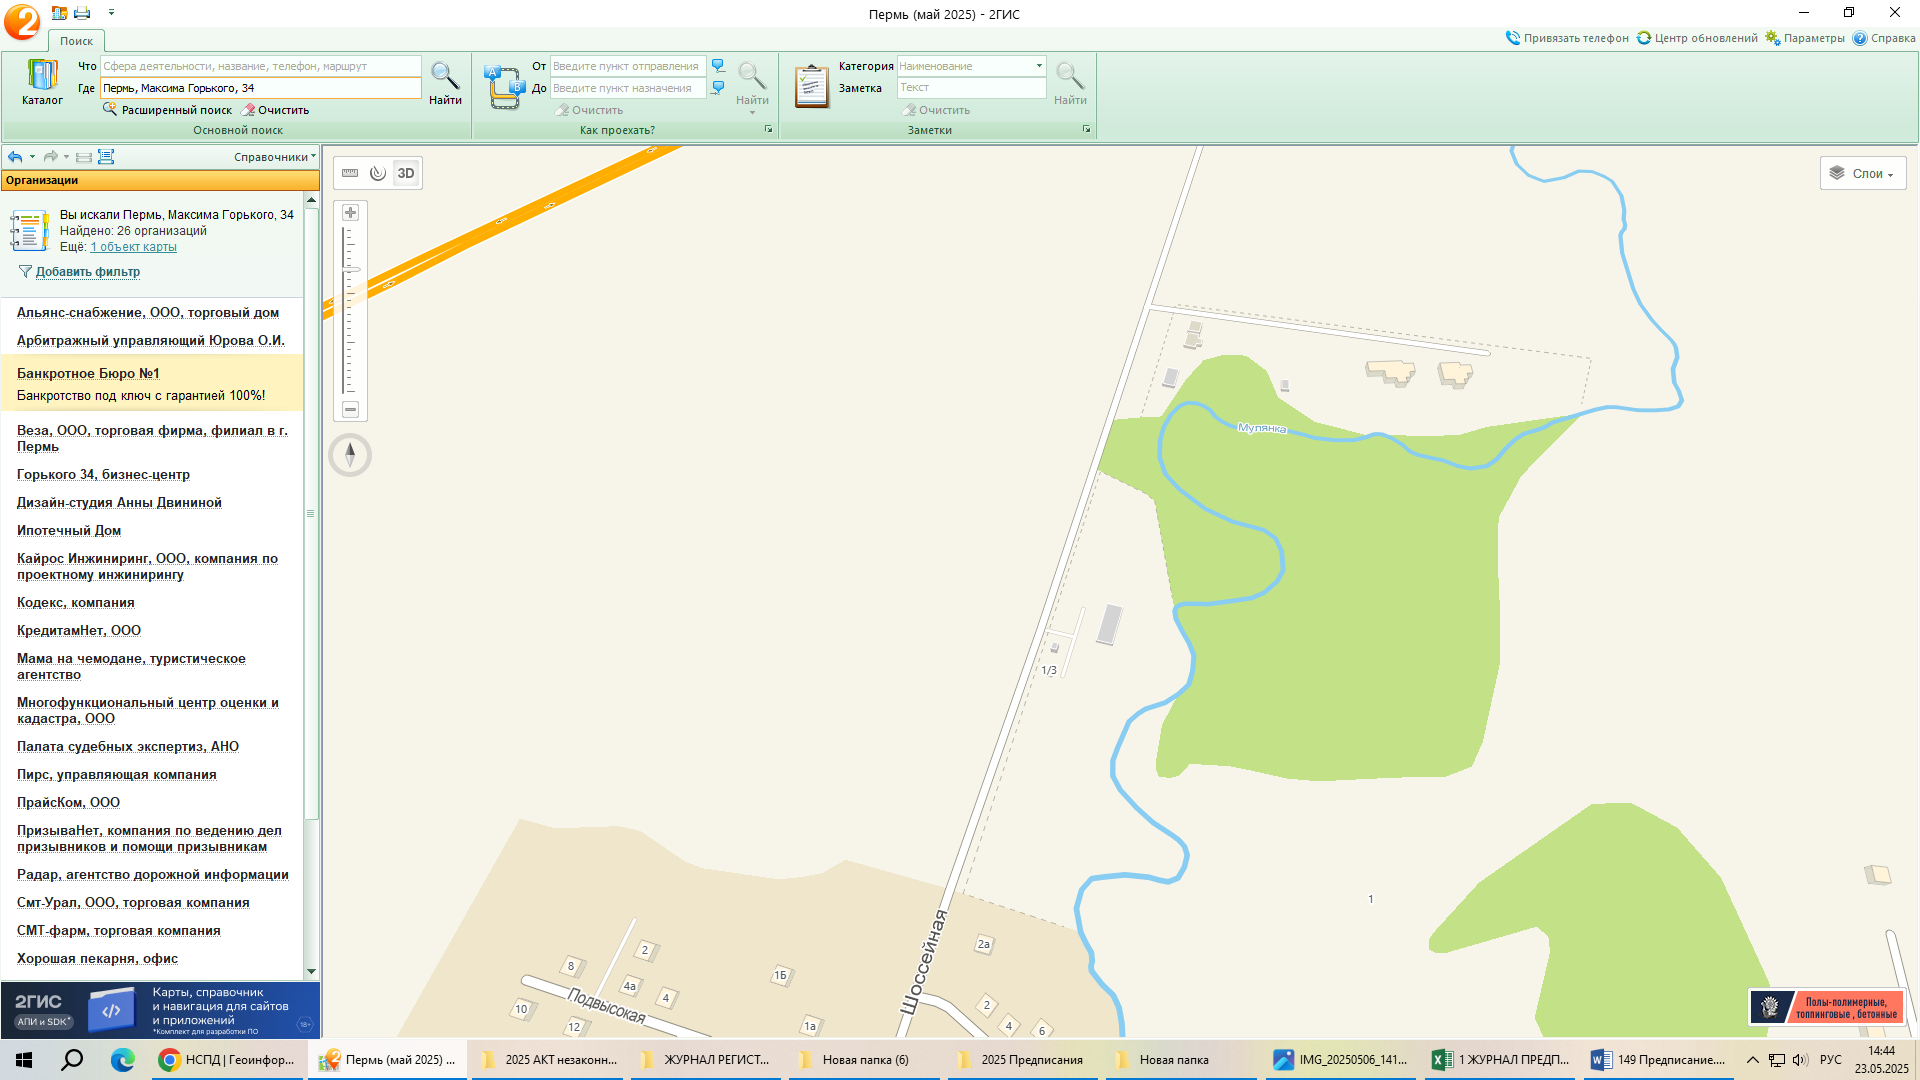 Пермь (май 2025) - 2ГИС
Поиск
Привязать телефон
Центр обновлений
Параметры
Справка
Каталог
Что
Сфера деятельности, название, телефон, маршрут
Где
Пермь, Максима Горького, 34
Расширенный поиск
Очистить
Найти
Основной поиск
От
Введите пункт отправления
До
Введите пункт назначения
Очистить
Найти
Как проехать?
Категория
Наименование
Заметка
Текст
Очистить
Найти
Заметки
Справочники
Организации
Вы искали Пермь, Максима Горького, 34
Найдено: 26 организаций
Ещё: 1 объект карты
Добавить фильтр
Альянс-снабжение, ООО, торговый дом
Арбитражный управляющий Юрова О.И.
Банкротное Бюро №1
Банкротство под ключ с гарантией 100%!
Веза, ООО, торговая фирма, филиал в г.
Пермь
Горького 34, бизнес-центр
Дизайн-студия Анны Двининой
Ипотечный Дом
Кайрос Инжиниринг, ООО, компания по
проектному инжинирингу
Кодекс, компания
КредитамНет, ООО
Мама на чемодане, туристическое
агентство
Многофункциональный центр оценки и
кадастра, ООО
Палата судебных экспертиз, АНО
Пирс, управляющая компания
ПрайсКом, ООО
ПризываНет, компания по ведению дел
призывников и помощи призывникам
Радар, агентство дорожной информации
Смт-Урал, ООО, торговая компания
СМТ-фарм, торговая компания
Хорошая пекарня, офис
2ГИС
АПИ и SDK*
Карты, справочник
и навигация для сайтов
и приложений
*Комплект для разработки ПО
18+
3D
Слои
Мулянка
1/3
1
Шоссейная
2а
2
8
4а
4
1Б
10
12
Подвысокая
1а
2
4
6
Полы-полимерные,
топпинговые , бетонные
НСПД | Геоинфор...
Пермь (май 2025) ...
2025 АКТ незаконн...
ЖУРНАЛ РЕГИСТ...
Новая папка (6)
2025 Предписания
Новая папка
IMG_20250506_141...
1 ЖУРНАЛ ПРЕДП...
149 Предписание....
РУС
14:44
23.05.2025